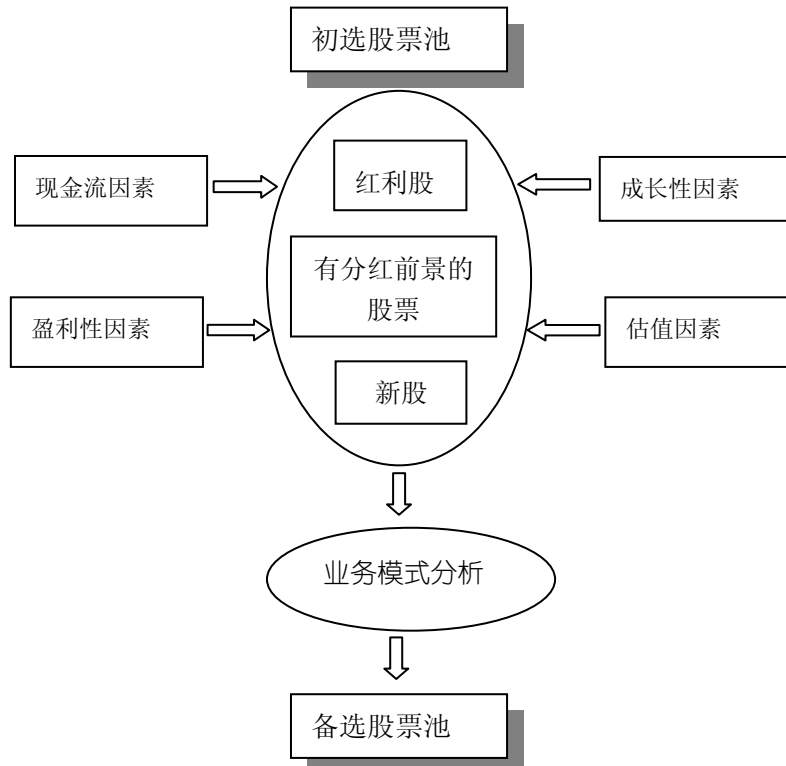 初选股票池
现金流因素
红利股
成长性因素
有分红前景的
股票
盈利性因素
估值因素
新股
业务模式分析
备选股票池